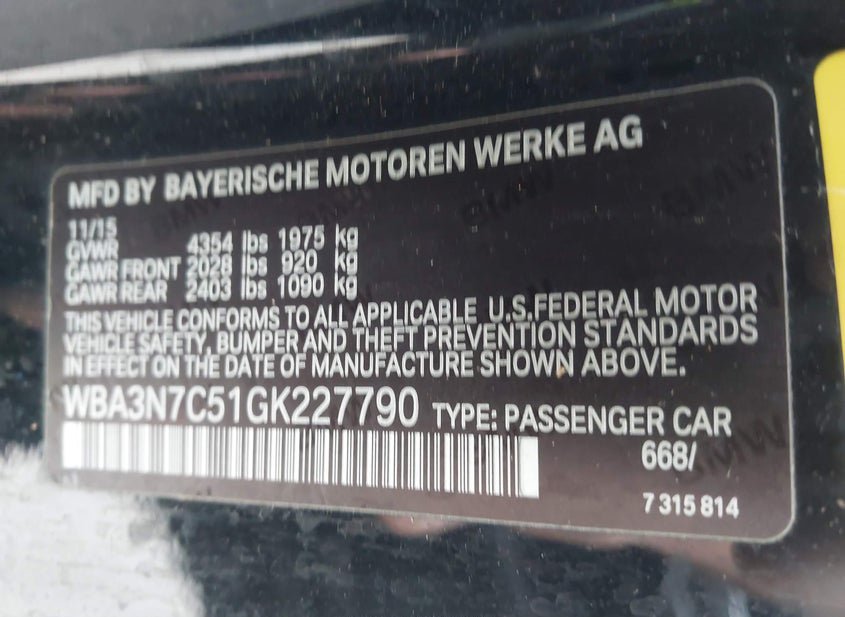 MFD BY BAYERISCHE MOTOREN WERKE AG
11/15
GVWR 4354 lbs 1975 kg
GAWR FRONT 2028 lbs 920 kg
GAWR REAR 2403 lbs 1090 kg
THIS VEHICLE CONFORMS TO ALL APPLICABLE U.S.FEDERAL MOTOR
VEHICLE SAFETY, BUMPER AND THEFT PREVENTION STANDARDS
IN EFFECT ON THE DATE OF MANUFACTURE SHOWN ABOVE.
WBA3N7C51GK227790 TYPE: PASSENGER CAR
668/
7 315 814
BMW
BMW
BMW